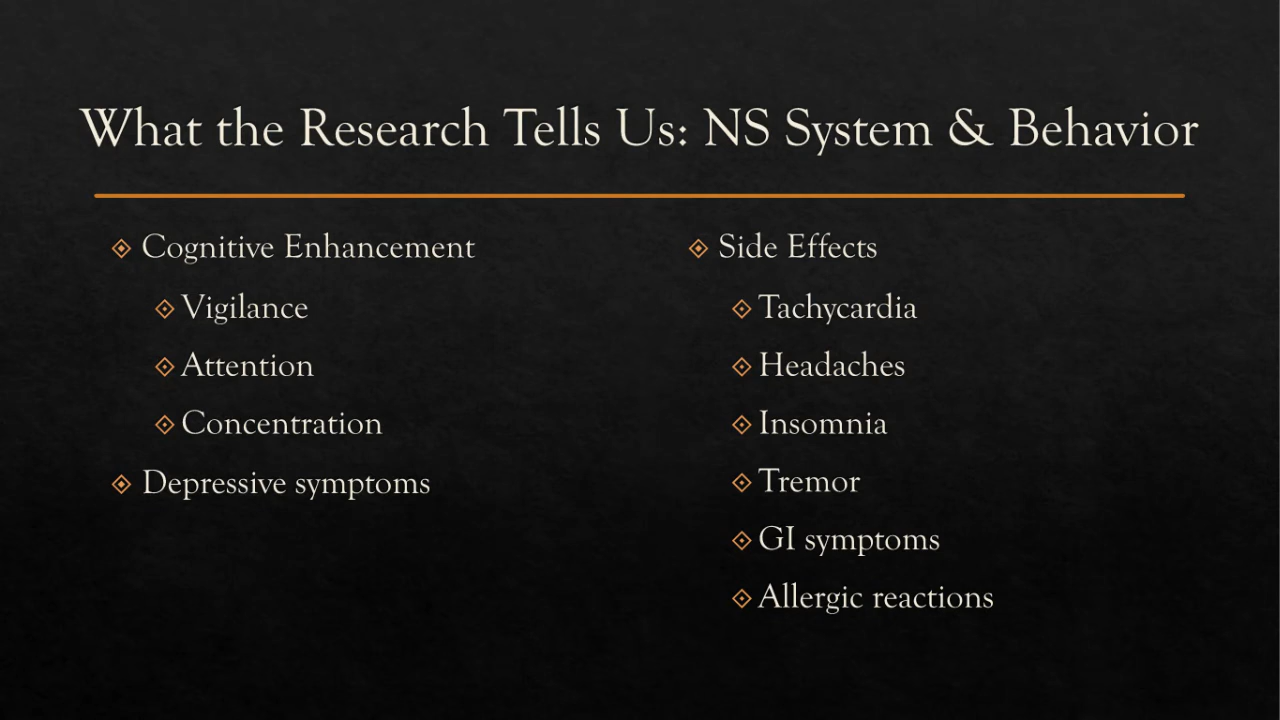 What the Research Tells Us: NS System & Behavior
Cognitive Enhancement
Vigilance
Attention
Concentration
Depressive symptoms
Side Effects
Tachycardia
Headaches
Insomnia
Tremor
GI symptoms
Allergic reactions